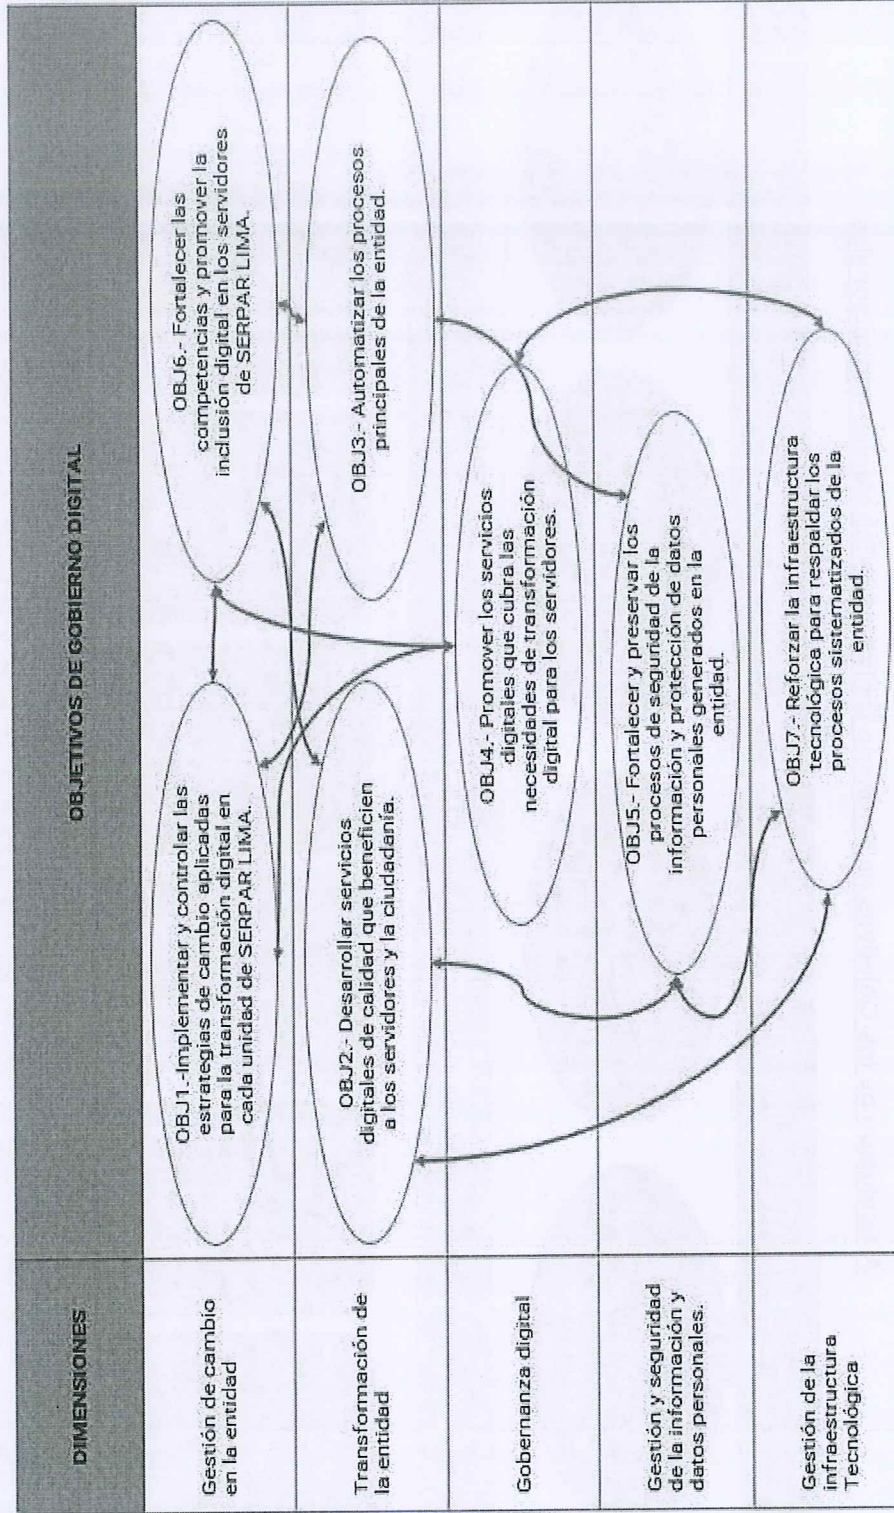 DIMENSIONES
OBJETIVOS DE GOBIERNO DIGITAL
Gestión de cambio
en la entidad
OBJ1.-Implementar y controlar las
estrategias de cambio aplicadas
para la transformación digital en
cada unidad de SERPAR LIMA.
OBJ6.- Fortalecer las
competencias y promover la
inclusión digital en los servidores
de SERPAR LIMA.
Transformación de
la entidad
OBJ2.- Desarrollar servicios
digitales de calidad que beneficien
a los servidores y la ciudadanía.
OBJ3.- Automatizar los procesos
principales de la entidad.
Gobernanza digital
OBJ4.- Promover los servicios
digitales que cubra las
necesidades de transformación
digital para los servidores.
Gestión y seguridad
de la información y
datos personales.
OBJ5.- Fortalecer y preservar los
procesos de seguridad de la
información y protección de datos
personales generados en la
entidad.
Gestión de la
infraestructura
Tecnológica
OBJ7.- Reforzar la infraestructura
tecnológica para respaldar los
procesos sistematizados de la
entidad.